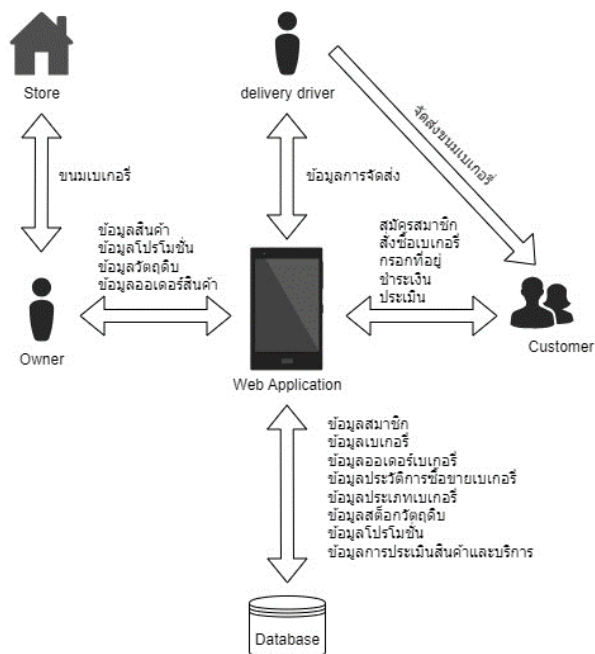 Store
delivery driver
ขนมเบเกอรี่
ข้อมูลการจัดส่ง
จัดส่งขนมเบเกอรี่
ข้อมูลสินค้า
ข้อมูลโปรโมชั่น
ข้อมูลวัตถุดิบ
ข้อมูลออเดอร์สินค้า
สมัครสมาชิก
สั่งซื้อเบเกอรี่
กรอกที่อยู่
ชำระเงิน
ประเมิน
Owner
Web Application
Customer
ข้อมูลสมาชิก
ข้อมูลเบเกอรี่
ข้อมูลออเดอร์เบเกอรี่
ข้อมูลประวัติการซื้อขายเบเกอรี่
ข้อมูลประเภทเบเกอรี่
ข้อมูลสต็อกวัตถุดิบ
ข้อมูลโปรโมชั่น
ข้อมูลการประเมินสินค้าและบริการ
Database